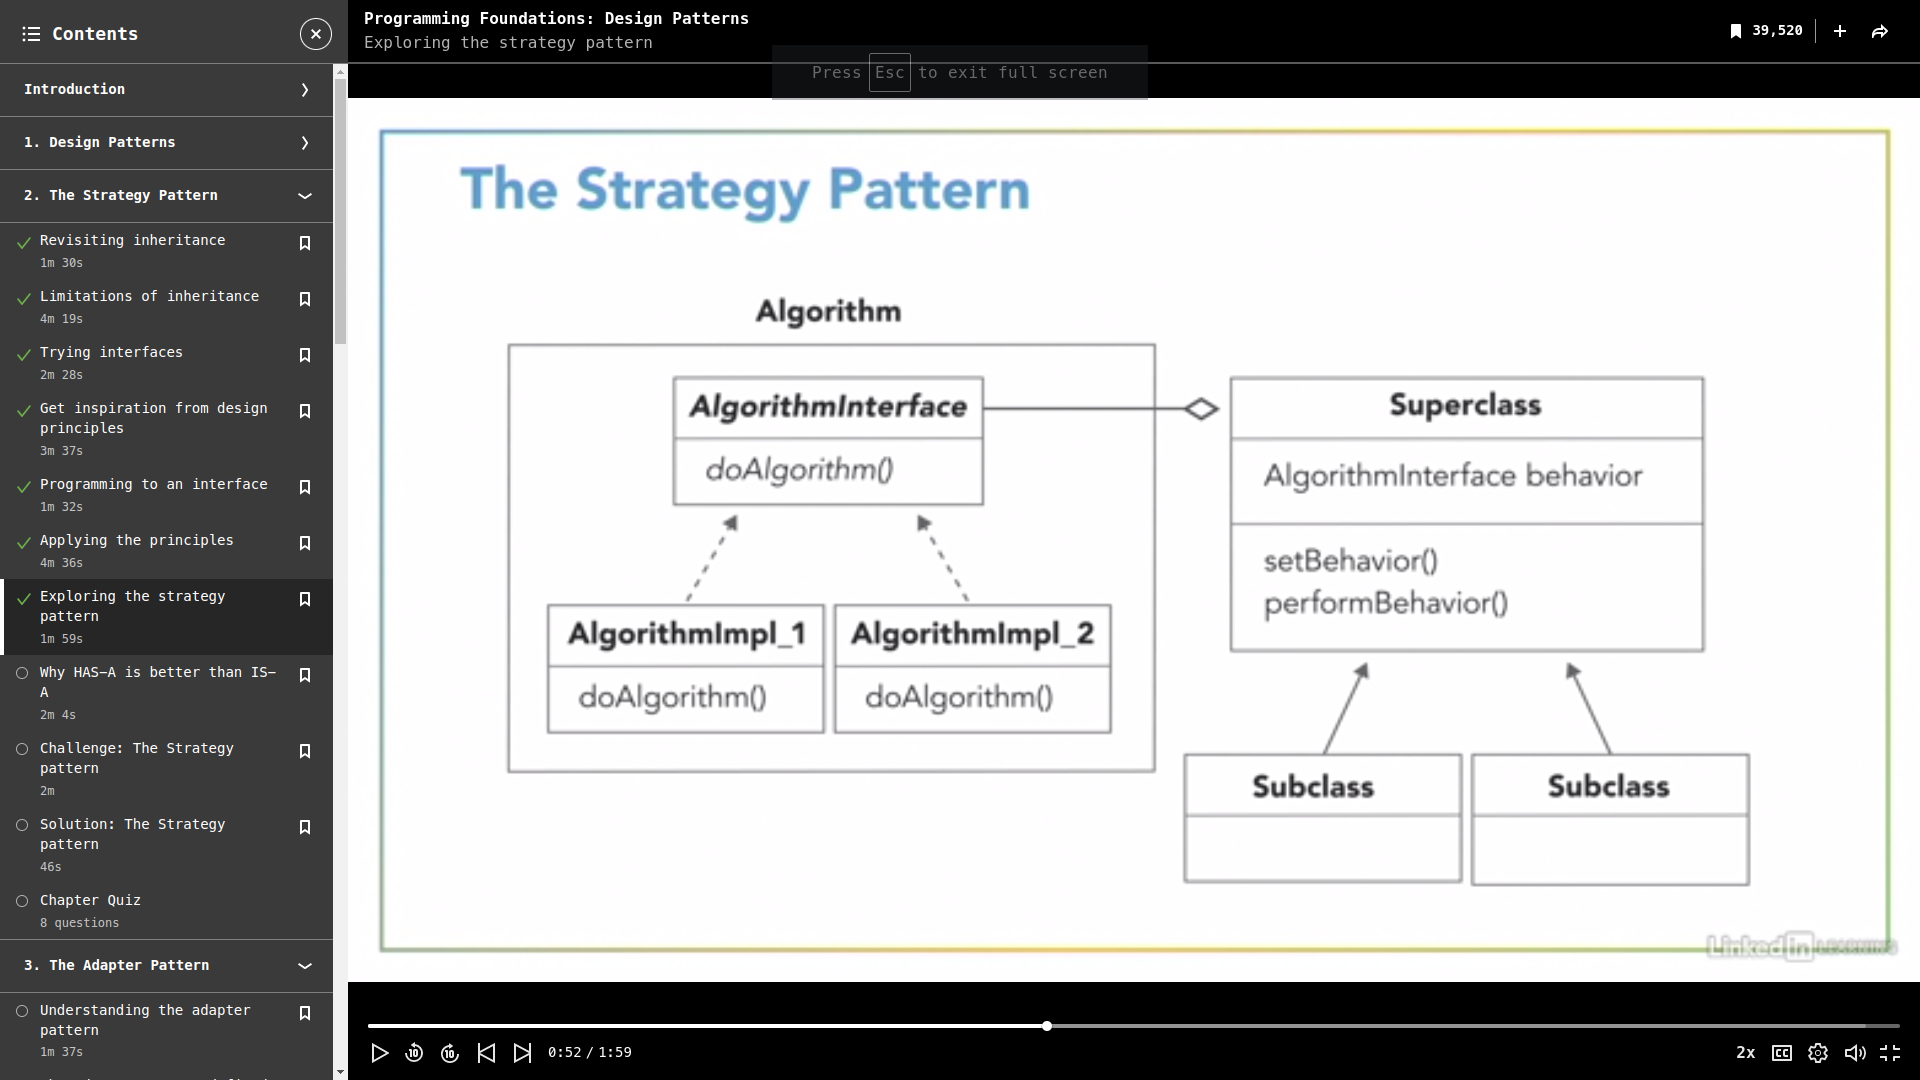 Contents
Programming Foundations: Design Patterns
Exploring the strategy pattern
39,520
Press Esc to exit full screen
Introduction
1. Design Patterns
2. The Strategy Pattern
Revisiting inheritance
1m 30s
Limitations of inheritance
4m 19s
Trying interfaces
2m 28s
Get inspiration from design
principles
3m 37s
Programming to an interface
1m 32s
Applying the principles
4m 36s
Exploring the strategy
pattern
1m 59s
Why HAS-A is better than IS-
A
2m 4s
Challenge: The Strategy
pattern
2m
Solution: The Strategy
pattern
46s
Chapter Quiz
8 questions
3. The Adapter Pattern
Understanding the adapter
pattern
1m 37s
The Strategy Pattern
Algorithm
AlgorithmInterface
doAlgorithm()
AlgorithmImpl_1
doAlgorithm()
AlgorithmImpl_2
doAlgorithm()
Superclass
AlgorithmInterface behavior
setBehavior()
performBehavior()
Subclass
Subclass
LinkedIn LEARNING
10
10
0:52 / 1:59
2x
CC